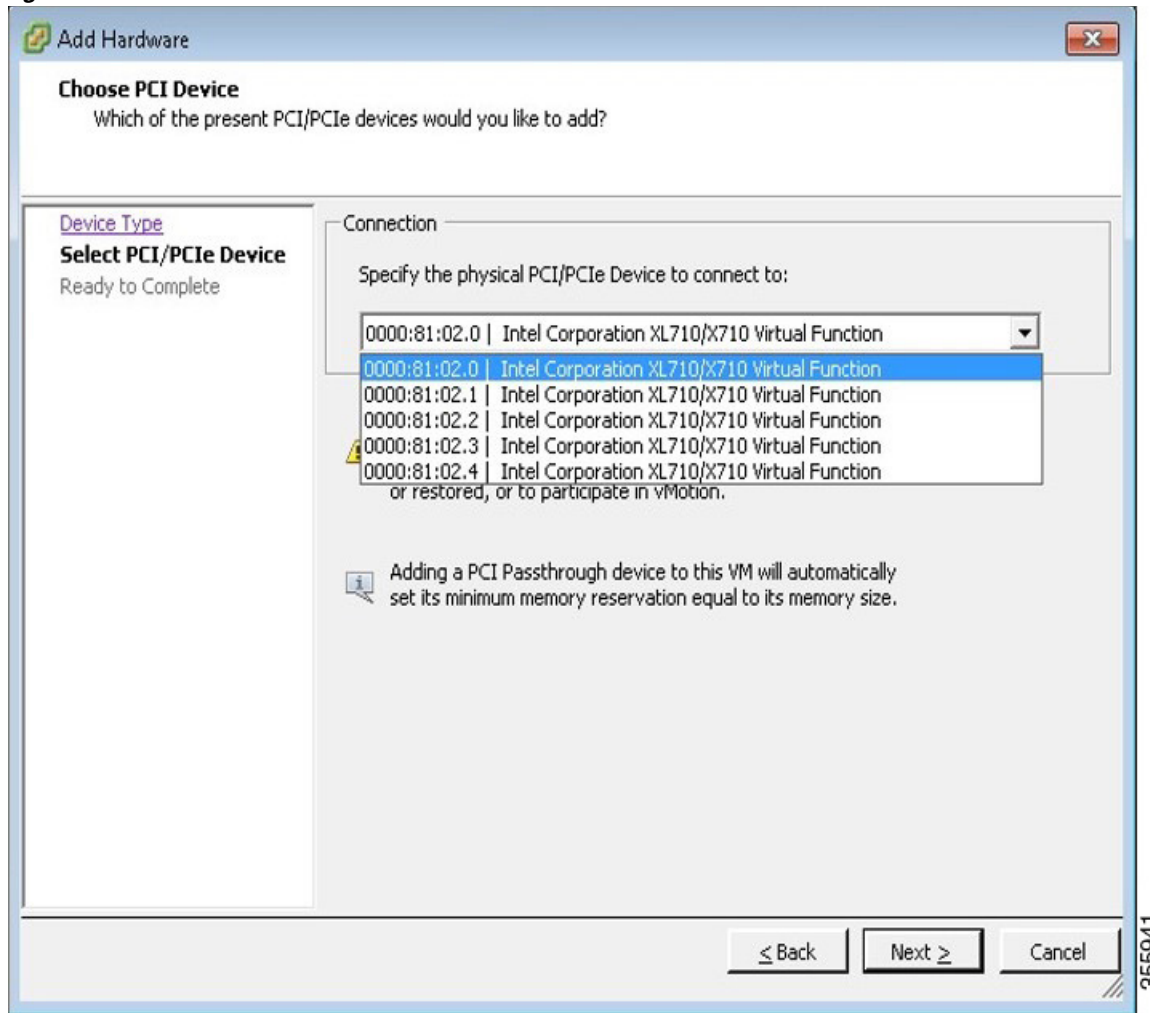 Add Hardware
Choose PCI Device
Which of the present PCI/PCIe devices would you like to add?
Device Type
Select PCI/PCIe Device
Ready to Complete
Connection
Specify the physical PCI/PCIe Device to connect to:
0000:81:02.0 | Intel Corporation XL710/X710 Virtual Function
0000:81:02.0 | Intel Corporation XL710/X710 Virtual Function
0000:81:02.1 | Intel Corporation XL710/X710 Virtual Function
0000:81:02.2 | Intel Corporation XL710/X710 Virtual Function
0000:81:02.3 | Intel Corporation XL710/X710 Virtual Function
0000:81:02.4 | Intel Corporation XL710/X710 Virtual Function
or restored, or to participate in vMotion.
Adding a PCI Passthrough device to this VM will automatically
set its minimum memory reservation equal to its memory size.
< Back
Next >
Cancel
355941